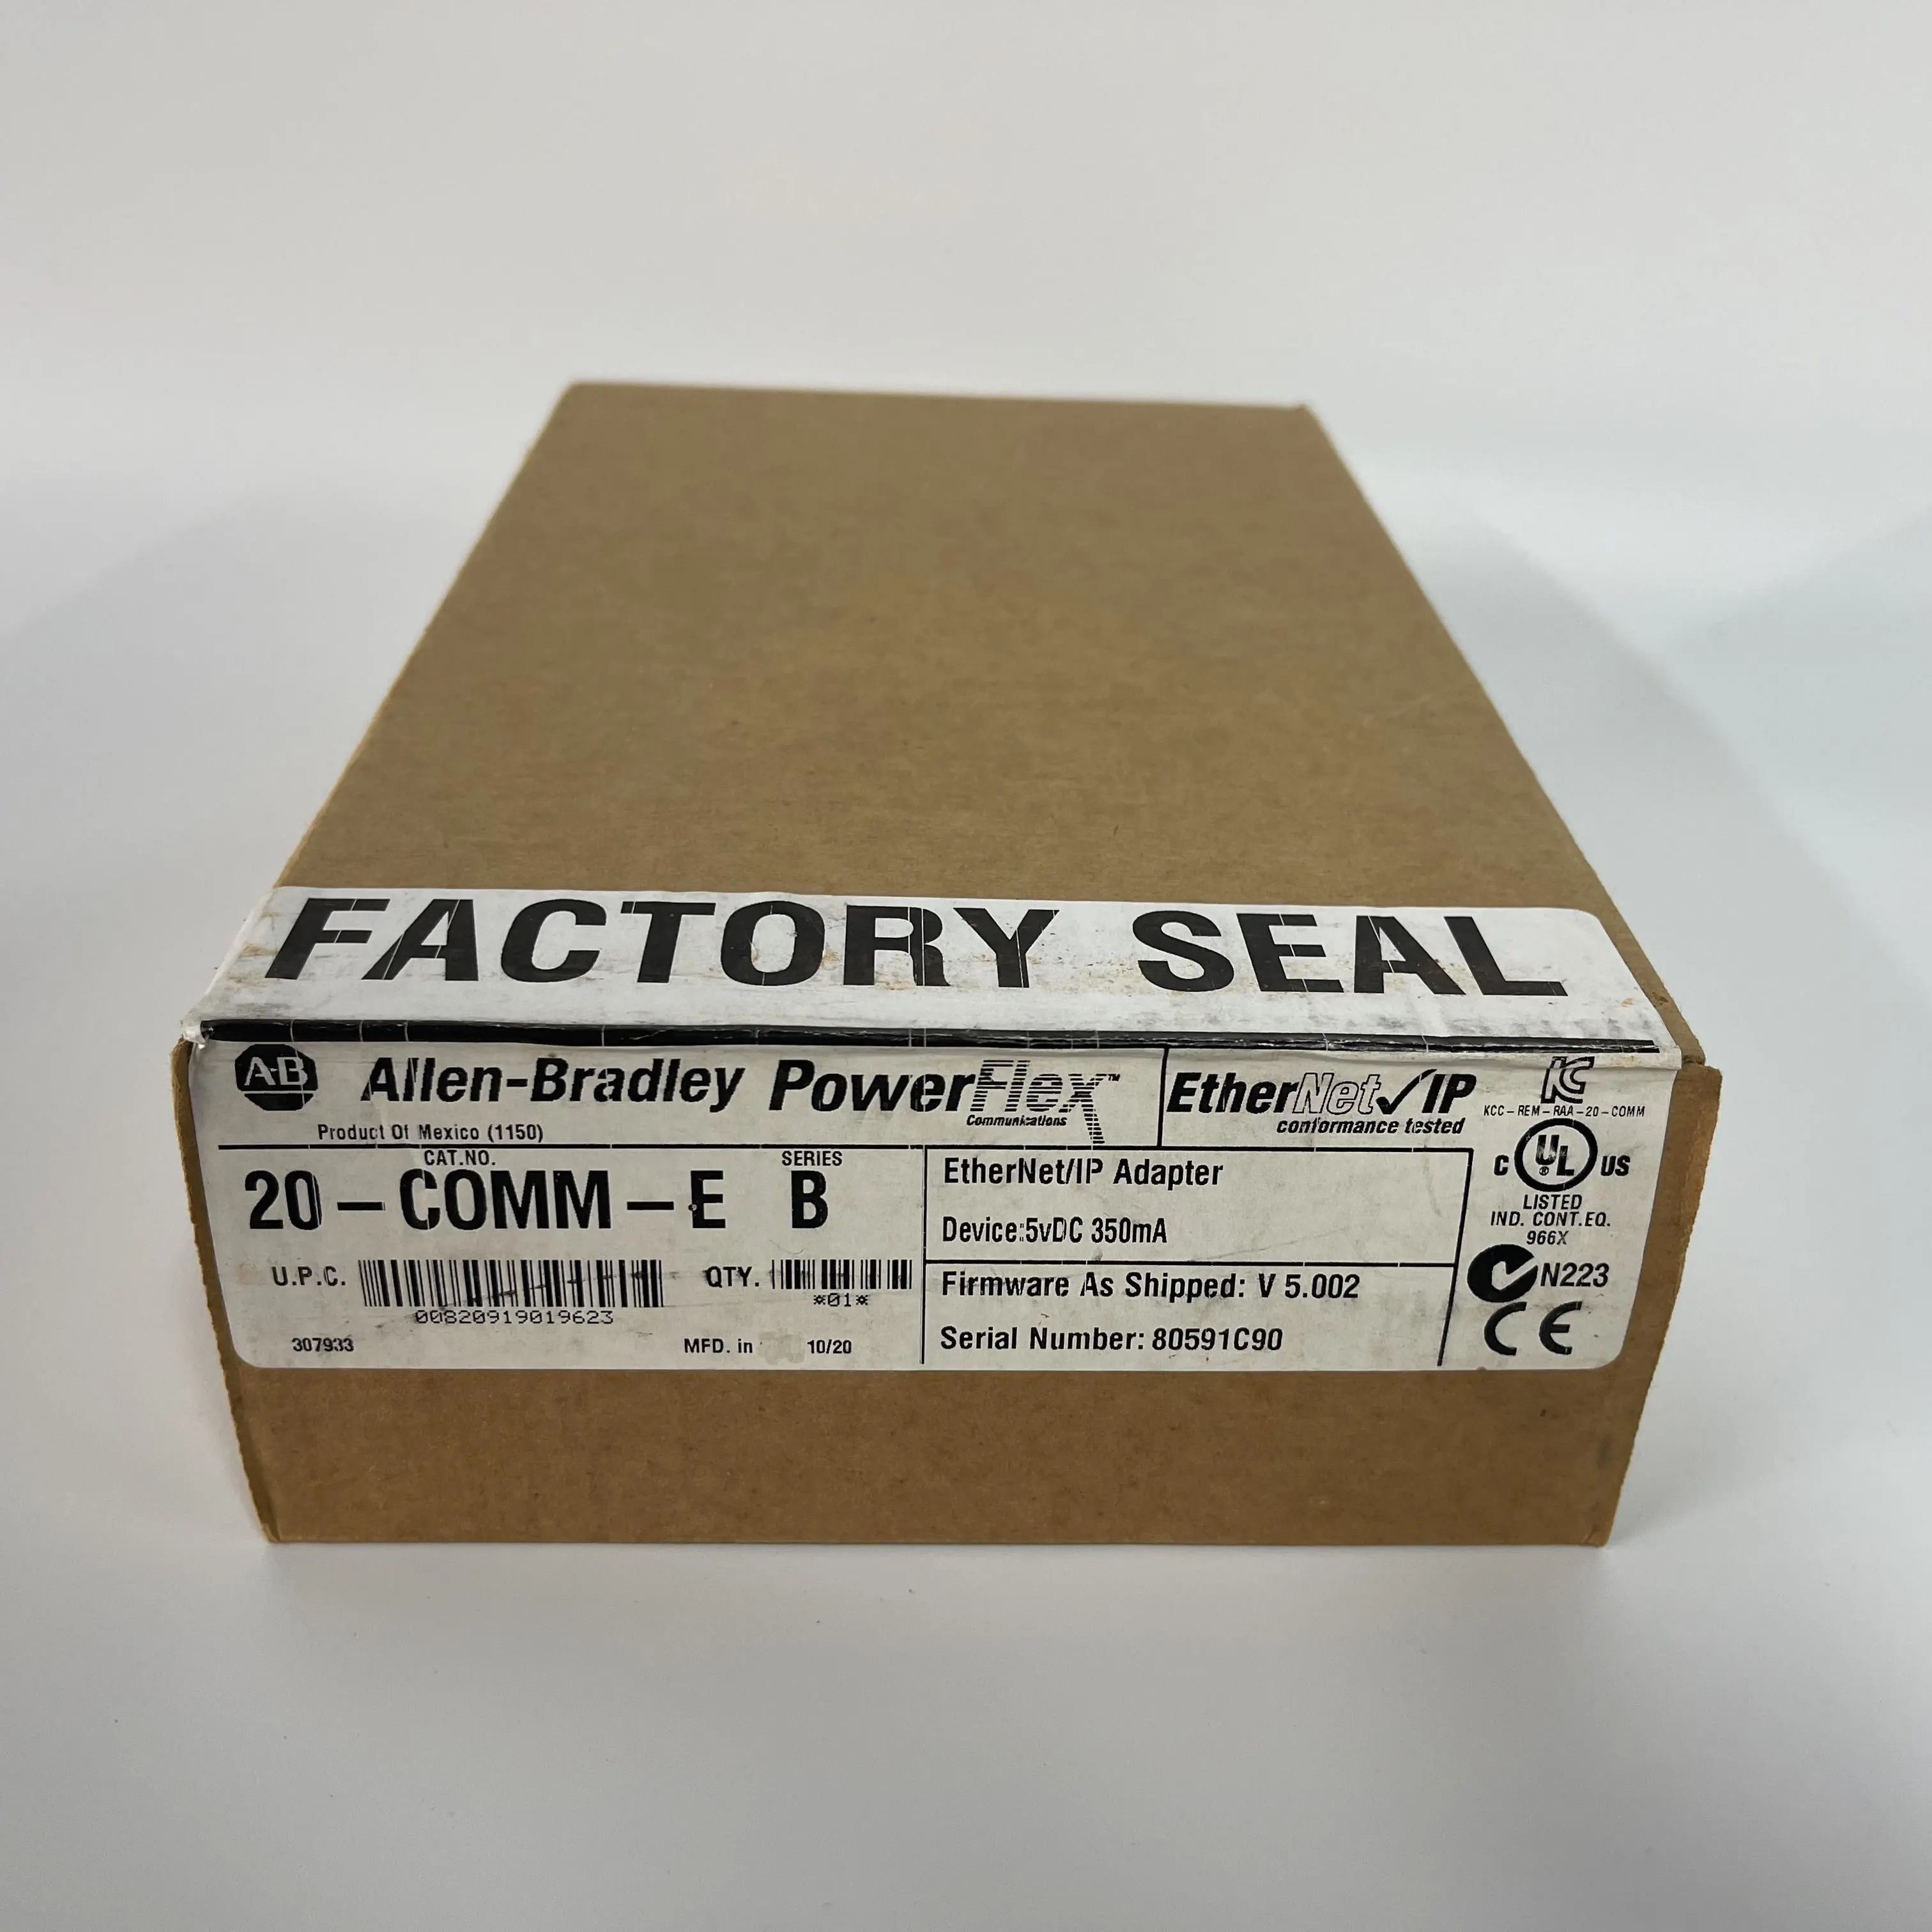 FACTORY SEAL
A-B Allen-Bradley PowerFlex™ EtherNet/IP
Communications
conformance tested
KC
KCC-REM-RAA-20-COMM
Product Of Mexico (1150)
CAT.NO. SERIES
20-COMM-E B
U.P.C. QTY.
00820919019623 *01*
307933 MFD. in 10/20
EtherNet/IP Adapter
Device:5vDC 350mA
Firmware As Shipped: V 5.002
Serial Number: 80591C90
C UL® US
LISTED
IND. CONT.EQ.
966X
N223
CE